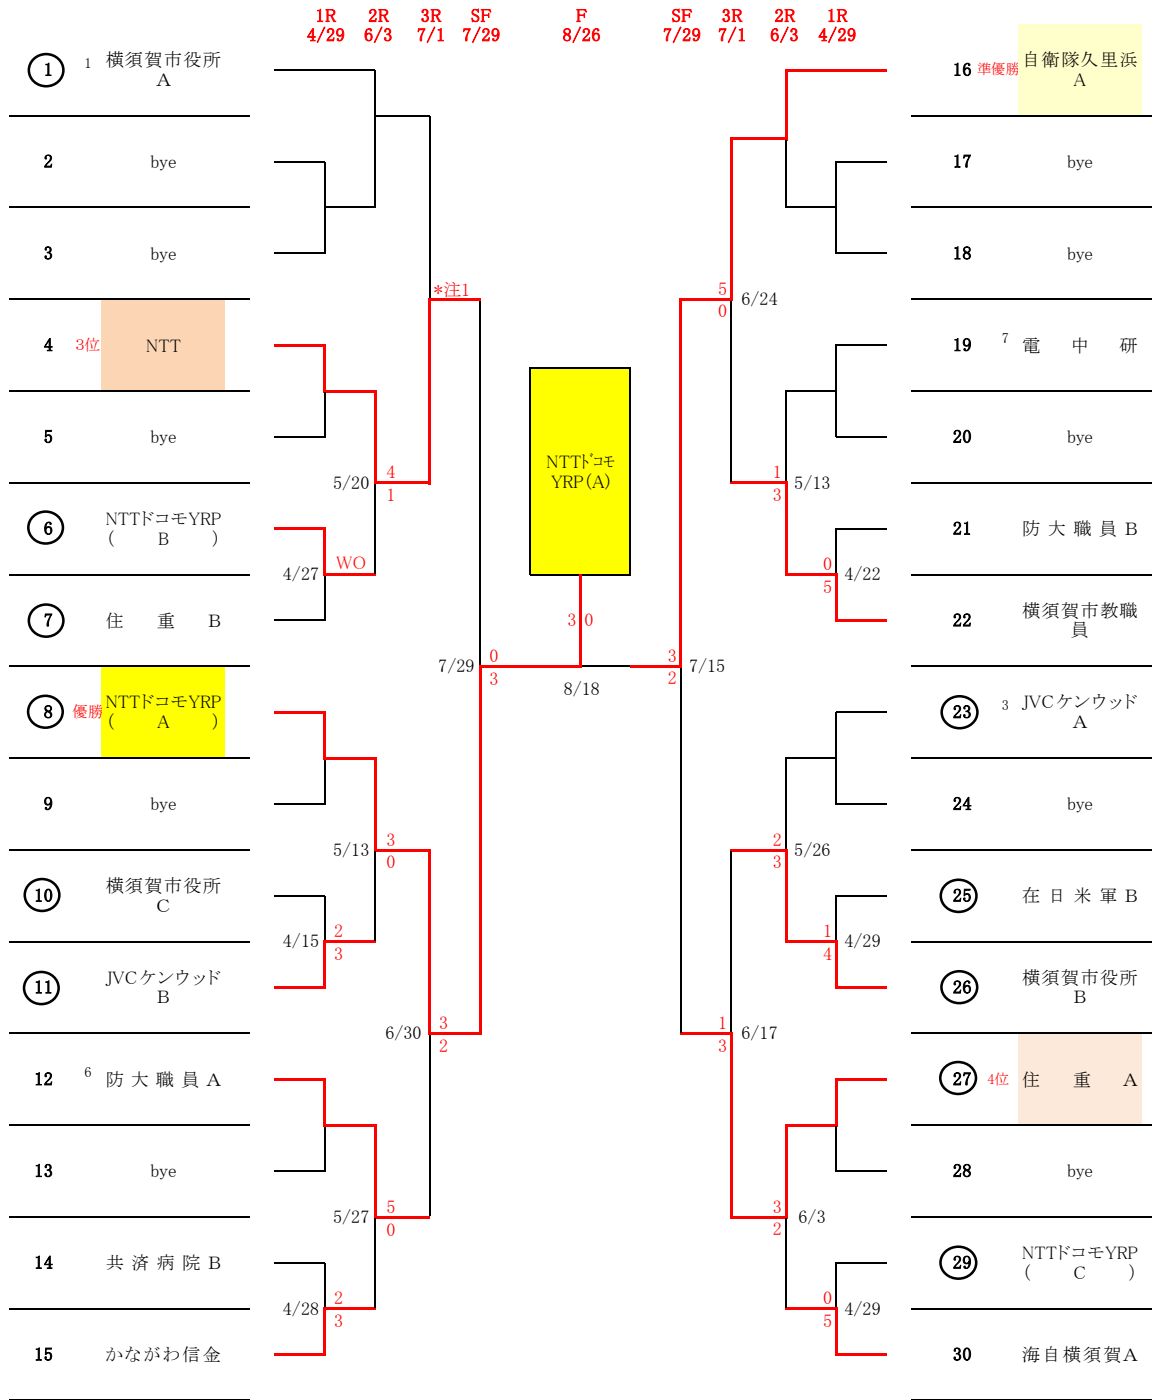 1R 2R 3R SF F SF 3R 2R 1R
4/29 6/3 7/1 7/29 8/26 7/29 7/1 6/3 4/29
1 1 横須賀市役所
A
2 bye
3 bye
4 3位 NTT
5 bye
6 NTTドコモYRP
( B )
7 住 重 B
8 優勝 NTTドコモYRP
( A )
9 bye
10 横須賀市役所
C
11 JVCケンウッド
B
12 6 防大職員A
13 bye
14 共済病院B
15 かながわ信金
*注1
5/20 4
1
4/27 WO
7/29 0
3
5/13 3
0
4/15 2
3
6/30 3
2
5/27 5
0
4/28 2
3
NTTドコモ
YRP(A)
3 0
8/18
16 準優勝 自衛隊久里浜
A
17 bye
18 bye
19 7 電 中 研
20 bye
21 防大職員B
22 横須賀市教職
員
23 3 JVCケンウッド
A
24 bye
25 在日米軍B
26 横須賀市役所
B
27 4位 住 重 A
28 bye
29 NTTドコモYRP
( C )
30 海自横須賀A
5 6/24
0
1 5/13
3
0 4/22
5
3 7/15
2
2 5/26
3
1 4/29
4
1 6/17
3
3 6/3
2
0 4/29
5